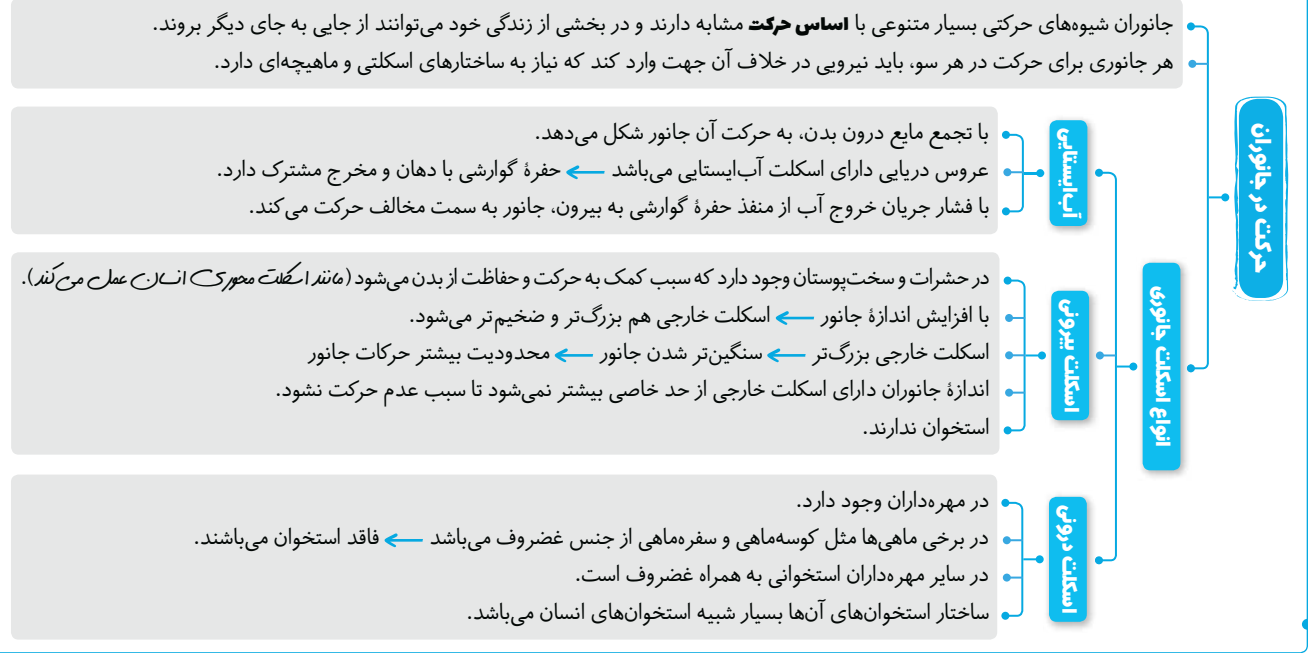 حرکت در جانوران
جانوران شیوه‌های حرکتی بسیار متنوعی با اساس حرکت مشابه دارند و در بخشی از زندگی خود می‌توانند از جایی به جای دیگر بروند.
هر جانوری برای حرکت در هر سو، باید نیرویی در خلاف آن جهت وارد کند که نیاز به ساختارهای اسکلتی و ماهیچه‌ای دارد.
انواع اسکلت جانوری
آب‌ایستایی
با تجمع مایع درون بدن، به حرکت آن جانور شکل می‌دهد.
عروس دریایی دارای اسکلت آب‌ایستایی می‌باشد ← حفرهٔ گوارشی با دهان و مخرج مشترک دارد.
با فشار جریان خروج آب از منفذ حفرهٔ گوارشی به بیرون، جانور به سمت مخالف حرکت می‌کند.
اسکلت بیرونی
در حشرات و سخت‌پوستان وجود دارد که سبب کمک به حرکت و حفاظت از بدن می‌شود (مانند اسکلت محوری انسان عمل می‌کند).
با افزایش اندازهٔ جانور ← اسکلت خارجی هم بزرگ‌تر و ضخیم‌تر می‌شود.
اسکلت خارجی بزرگ‌تر ← سنگین‌تر شدن جانور ← محدودیت بیشتر حرکات جانور
اندازهٔ جانوران دارای اسکلت خارجی از حد خاصی بیشتر نمی‌شود تا سبب عدم حرکت نشود.
استخوان ندارند.
اسکلت درونی
در مهره‌داران وجود دارد.
در برخی ماهی‌ها مثل کوسه‌ماهی و سفره‌ماهی از جنس غضروف می‌باشد ← فاقد استخوان می‌باشند.
در سایر مهره‌داران استخوانی به همراه غضروف است.
ساختار استخوان‌های آن‌ها بسیار شبیه استخوان‌های انسان می‌باشد.